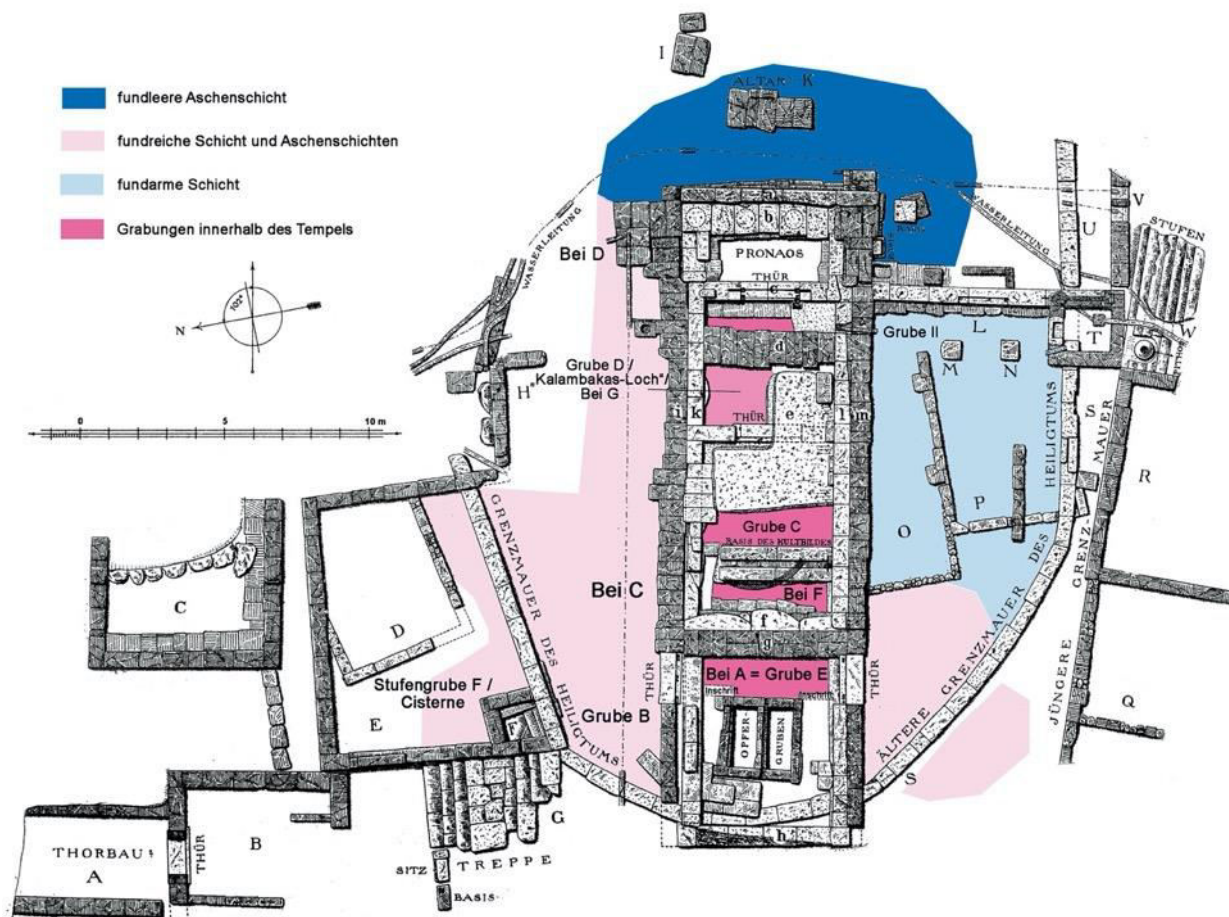 fundleere Aschenschicht
fundreiche Schicht und Aschenschichten
fundarme Schicht
Grabungen innerhalb des Tempels
N
702*
0 5 10 m
I
ALTAR K
a
b
PRONAOS
THÜR
c
Bei D
WASSERLEITUNG
BASIS
WASSERLEITUNG
U
V
STUFEN
W
T
L
Grube II
M
N
d
Grube D /
"Kalambakas-Loch"/
Bei G
THÜR
e
i
k
l
m
H
C
D
E
GRENZMAUER DES HEILIGTUMS
Bei C
Grube C
BASIS DES KULTBILDES
Bei F
f
g
O
P
S
R
Q
ÄLTERE GRENZMAUER DES HEILIGTUMS
JÜNGERE GRENZ-MAUER
Stufengrube F /
Cisterne
F
Grube B
THÜR
Bei A = Grube E
Inschrift
Inschrift
THÜR
OPFER-
GRUBEN
S
h
G
TREPPE
SITZ
BASIS
THORBAU
A
THÜR
B